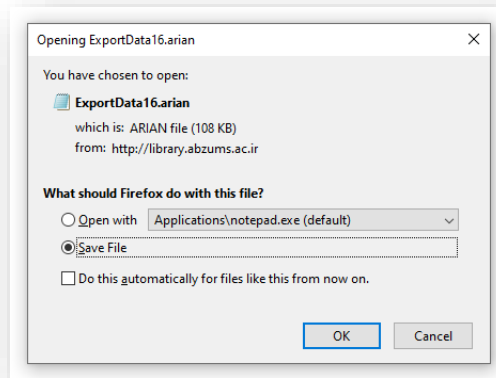 Opening ExportData16.arian
You have chosen to open:
ExportData16.arian
which is: ARIAN file (108 KB)
from: http://library.abzums.ac.ir
What should Firefox do with this file?
Open with Applications\notepad.exe (default)
Save File
Do this automatically for files like this from now on.
OK Cancel